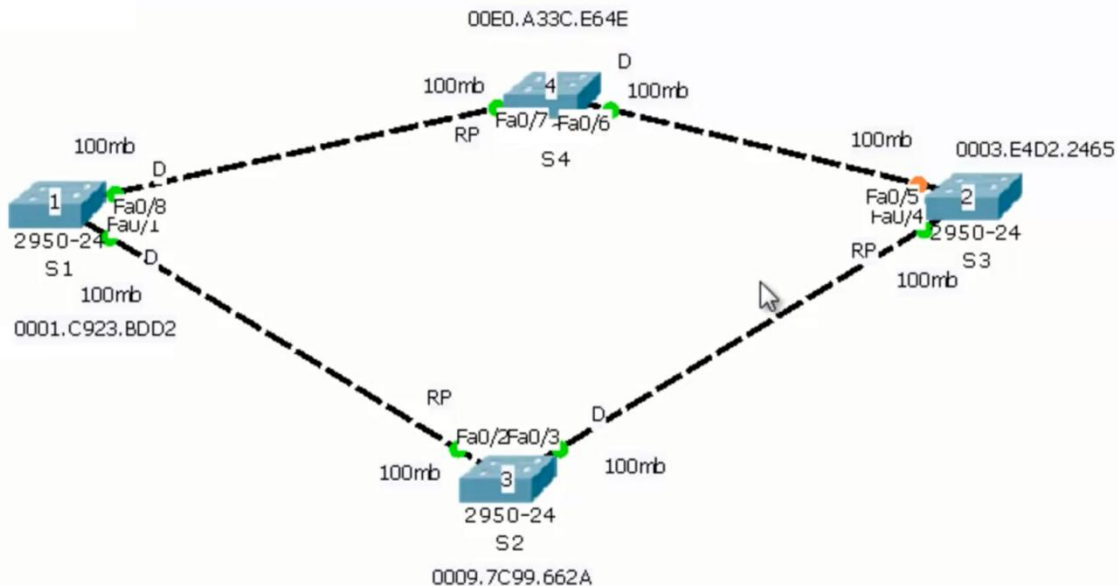 00E0.A33C.E64E
D
100mb
4
100mb
Fa0/7
Fa0/6
RP
S4
100mb
D
1
Fa0/8
Fa0/1
2950-24
S1
D
100mb
0001.C923.BDD2
100mb
0003.E4D2.2465
Fa0/5
2
Fa0/4
2950-24
RP
S3
100mb
RP
D
Fa0/2
Fa0/3
100mb
100mb
3
2950-24
S2
0009.7C99.662A